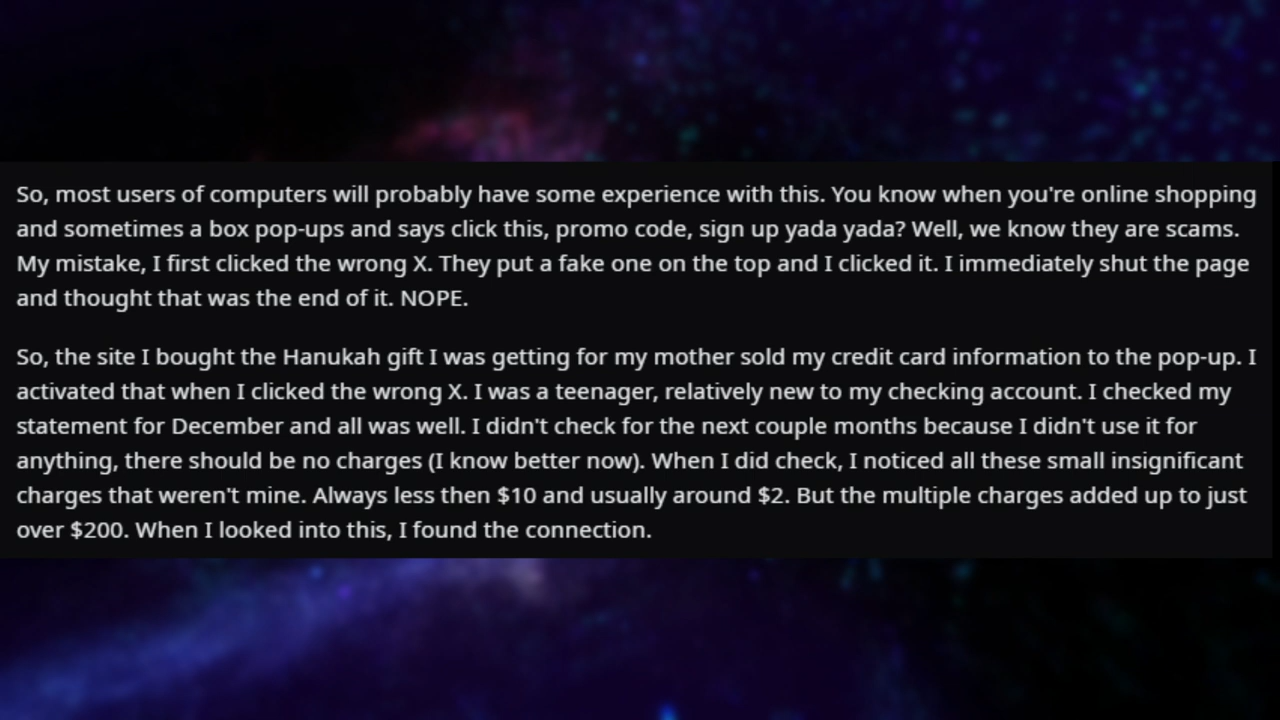 So, most users of computers will probably have some experience with this. You know when you're online shopping
and sometimes a box pop-ups and says click this, promo code, sign up yada yada? Well, we know they are scams.
My mistake, I first clicked the wrong X. They put a fake one on the top and I clicked it. I immediately shut the page
and thought that was the end of it. NOPE.
So, the site I bought the Hanukah gift I was getting for my mother sold my credit card information to the pop-up. I
activated that when I clicked the wrong X. I was a teenager, relatively new to my checking account. I checked my
statement for December and all was well. I didn't check for the next couple months because I didn't use it for
anything, there should be no charges (I know better now). When I did check, I noticed all these small insignificant
charges that weren't mine. Always less then $10 and usually around $2. But the multiple charges added up to just
over $200. When I looked into this, I found the connection.